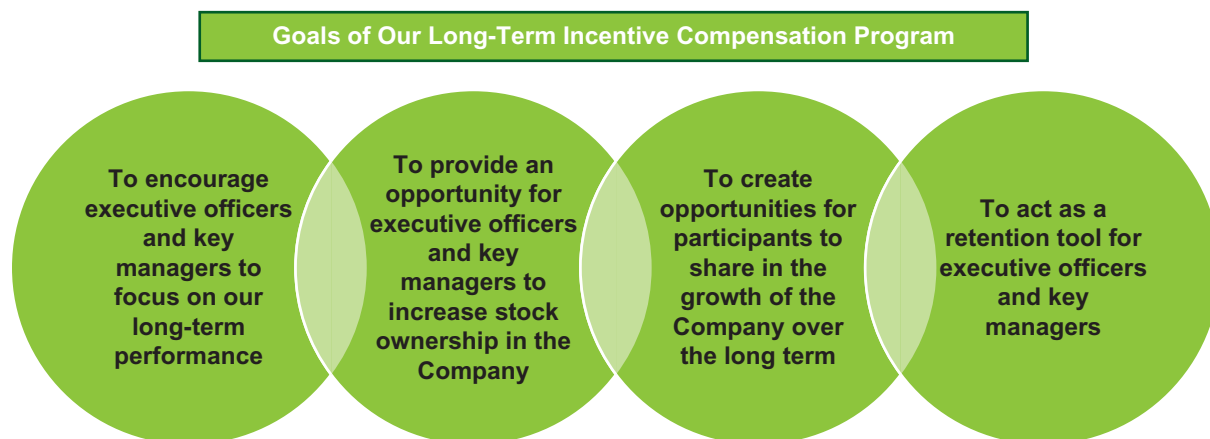 Goals of Our Long-Term Incentive Compensation Program
To encourage
executive officers
and key
managers to
focus on our
long-term
performance
To provide an
opportunity for
executive officers
and key
managers to
increase stock
ownership in the
Company
To create
opportunities for
participants to
share in the
growth of the
Company over
the long term
To act as a
retention tool for
executive officers
and key
managers